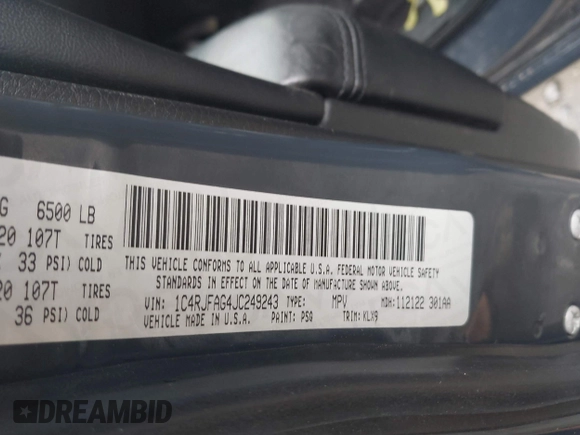 G 6500 LB
20 107T TIRES
33 PSI) COLD
20 107T TIRES
36 PSI) COLD
THIS VEHICLE CONFORMS TO ALL APPLICABLE U.S.A. FEDERAL MOTOR VEHICLE SAFETY
STANDARDS IN EFFECT ON THE DATE OF MANUFACTURE SHOWN ABOVE.
VIN: 1C4RJFAG4JC249243 TYPE: MPV MDH: 112122 301AA
VEHICLE MADE IN U.S.A. PAINT: PSQ TRIM: KLX9
DREAMBID